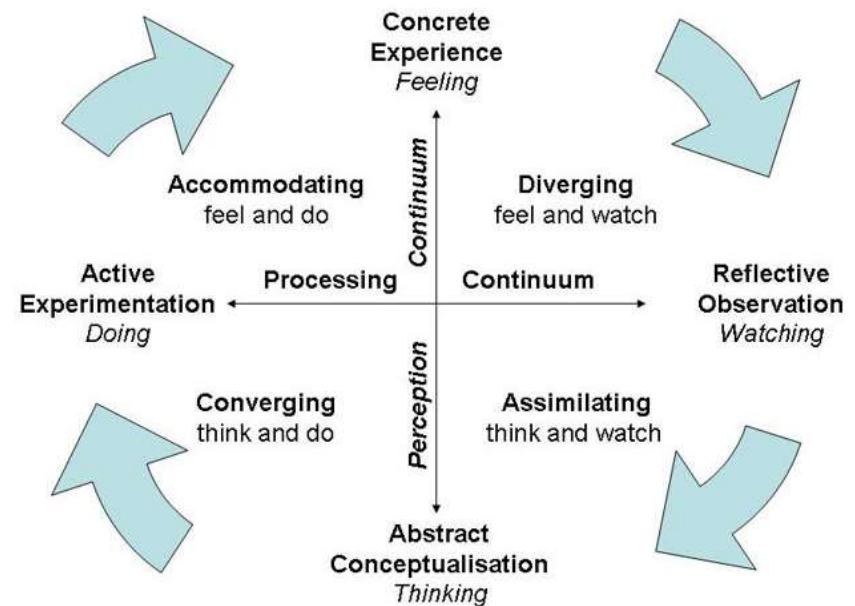 Concrete
Experience
Feeling
Accommodating
feel and do
Continuum
Diverging
feel and watch
Active
Experimentation
Doing
Processing
Continuum
Reflective
Observation
Watching
Converging
think and do
Perception
Assimilating
think and watch
Abstract
Conceptualisation
Thinking